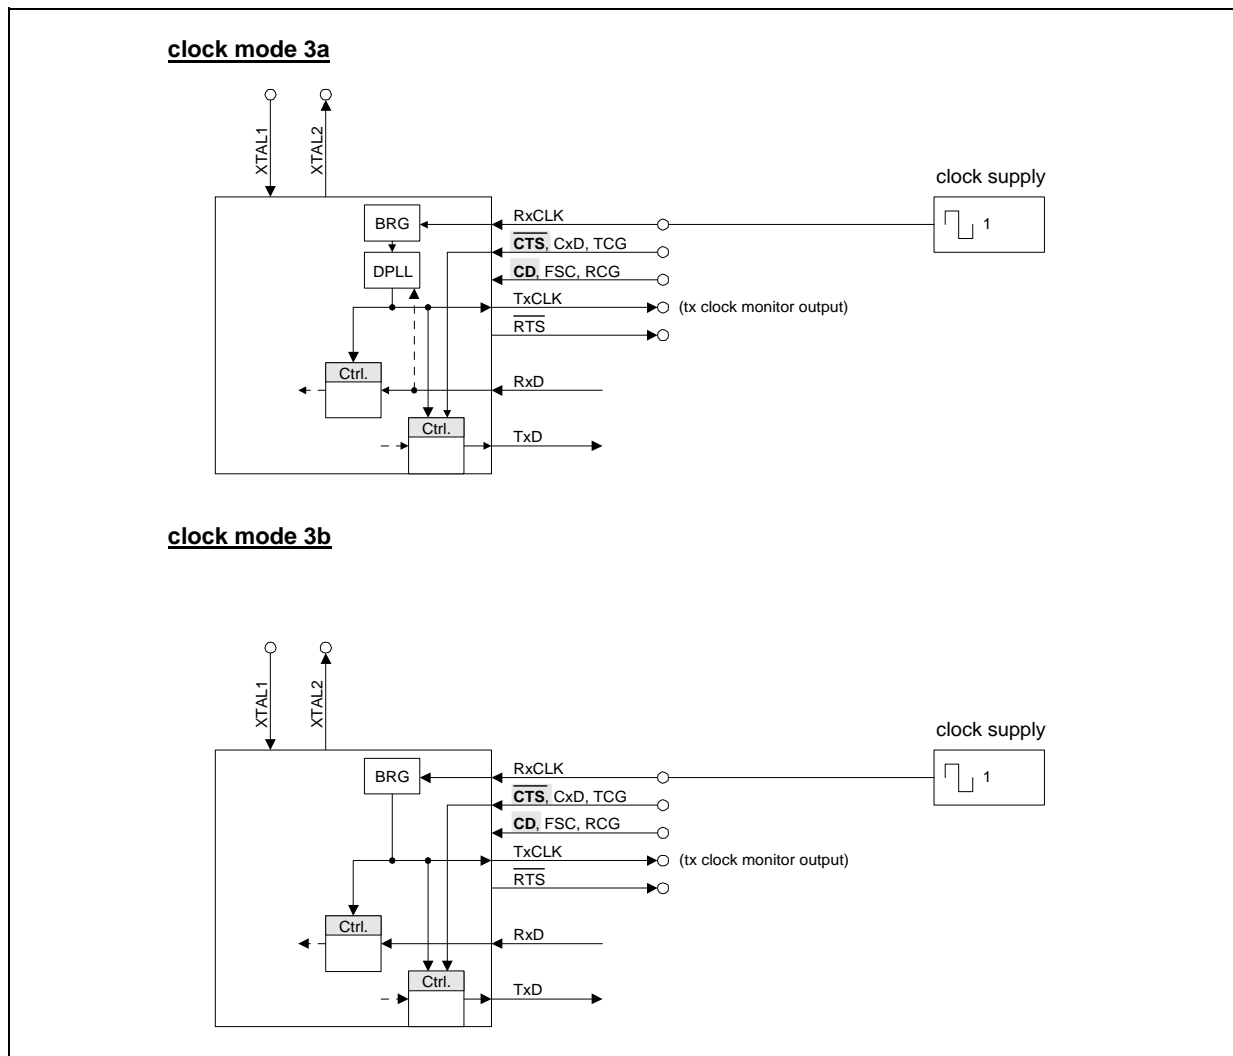 clock mode 3a
XTAL1
XTAL2
clock supply
BRG
RxCLK
1
CTS, CxD, TCG
DPLL
CD, FSC, RCG
TxCLK
(tx clock monitor output)
RTS
Ctrl.
RxD
Ctrl.
TxD
clock mode 3b
XTAL1
XTAL2
clock supply
BRG
RxCLK
1
CTS, CxD, TCG
CD, FSC, RCG
TxCLK
(tx clock monitor output)
RTS
Ctrl.
RxD
Ctrl.
TxD